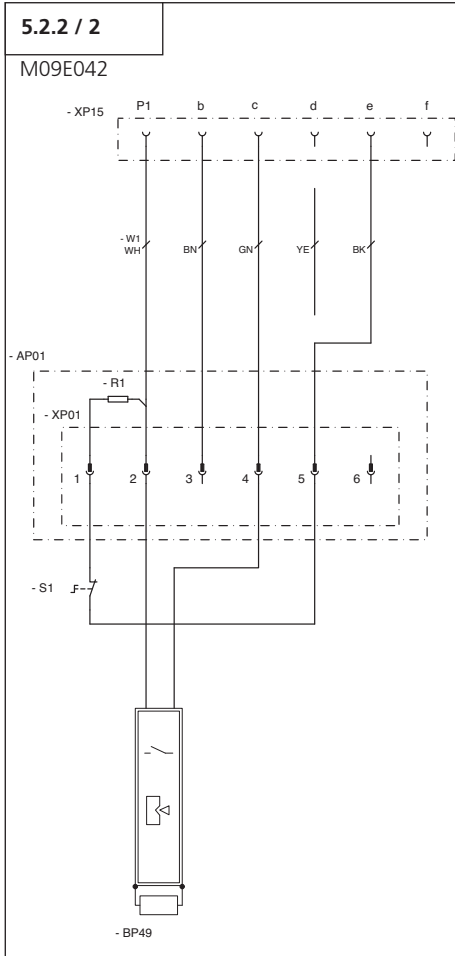 5.2.2 / 2
M09E042
- XP15 P1 b c d e f
- W1
WH BN GN YE BK
- AP01
- R1
- XP01
1 2 3 4 5 6
- S1
- BP49